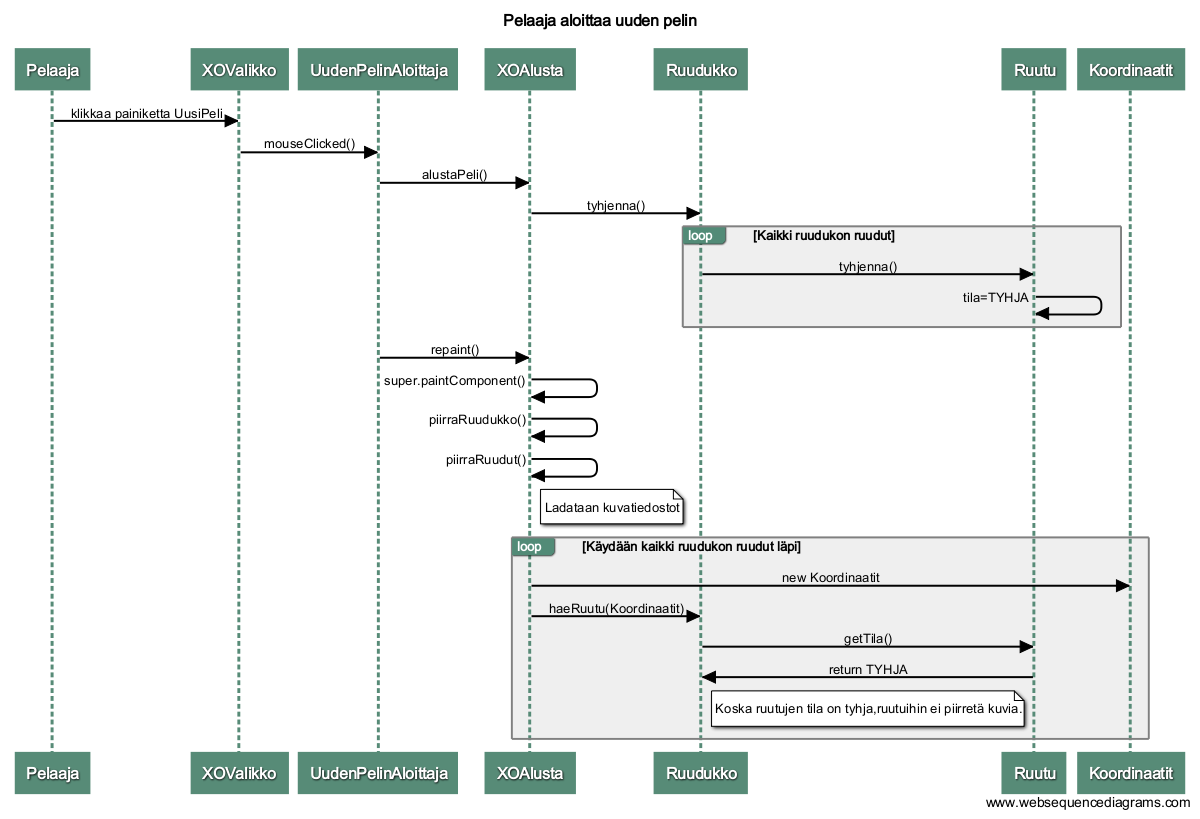 Pelaaja aloittaa uuden pelin
Pelaaja XOValikko UudenPelinAloittaja XOAlusta Ruudukko Ruutu Koordinaatit
klikkaa painiketta UusiPeli
mouseClicked()
alustaPeli()
tyhjenna()
loop [Kaikki ruudukon ruudut]
tyhjenna()
tila=TYHJA
repaint()
super.paintComponent()
piirraRuudukko()
piirraRuudut()
Ladataan kuvatiedostot
loop [Käydään kaikki ruudukon ruudut läpi]
new Koordinaatit
haeRuutu(Koordinaatit)
getTila()
return TYHJA
Koska ruutujen tila on tyhja,ruutuihin ei piirretä kuvia.
Pelaaja XOValikko UudenPelinAloittaja XOAlusta Ruudukko Ruutu Koordinaatit
www.websequencediagrams.com